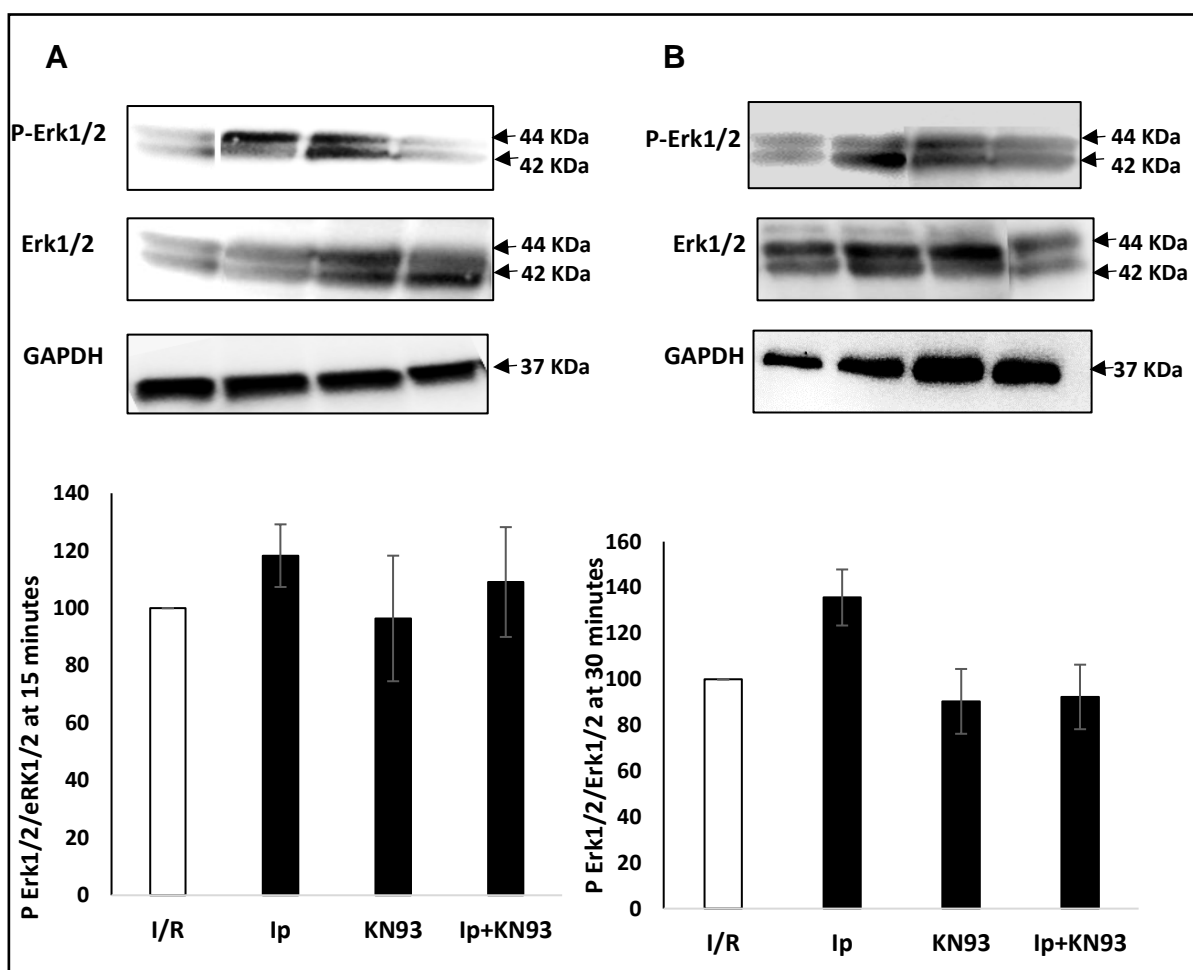 A
P-Erk1/2
44 KDa
42 KDa
Erk1/2
44 KDa
42 KDa
GAPDH
37 KDa
P Erk1/2/eRK1/2 at 15 minutes
140
120
100
80
60
40
20
0
I/R Ip KN93 Ip+KN93
B
P-Erk1/2
44 KDa
42 KDa
Erk1/2
44 KDa
42 KDa
GAPDH
37 KDa
P Erk1/2/Erk1/2 at 30 minutes
160
140
120
100
80
60
40
20
0
I/R Ip KN93 Ip+KN93